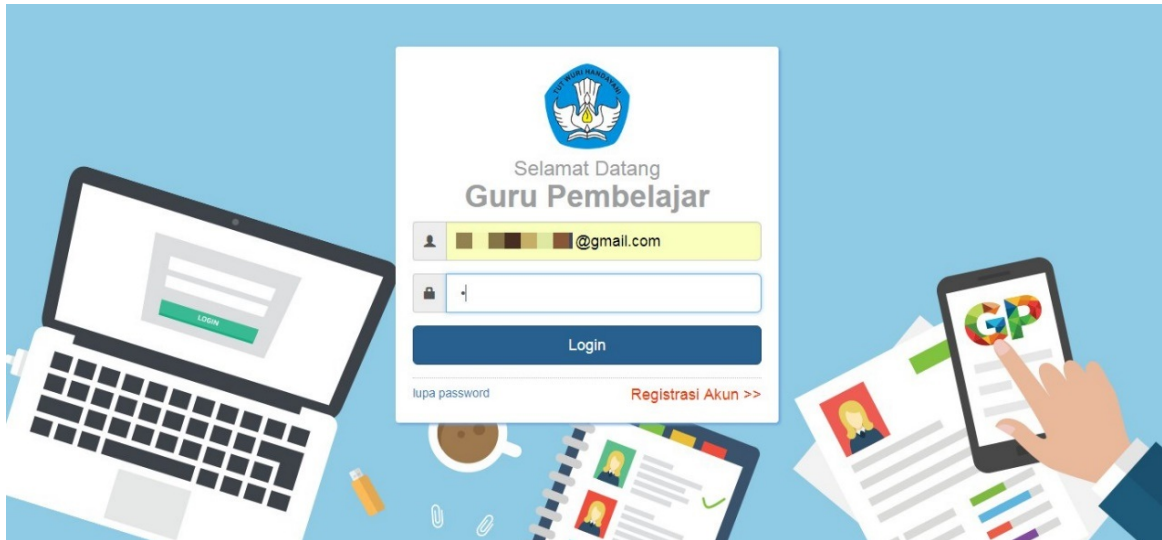 TUT WURI HANDAYANI
Selamat Datang
Guru Pembelajar
@gmail.com
LOGIN
Login
GP
lupa password
Registrasi Akun >>